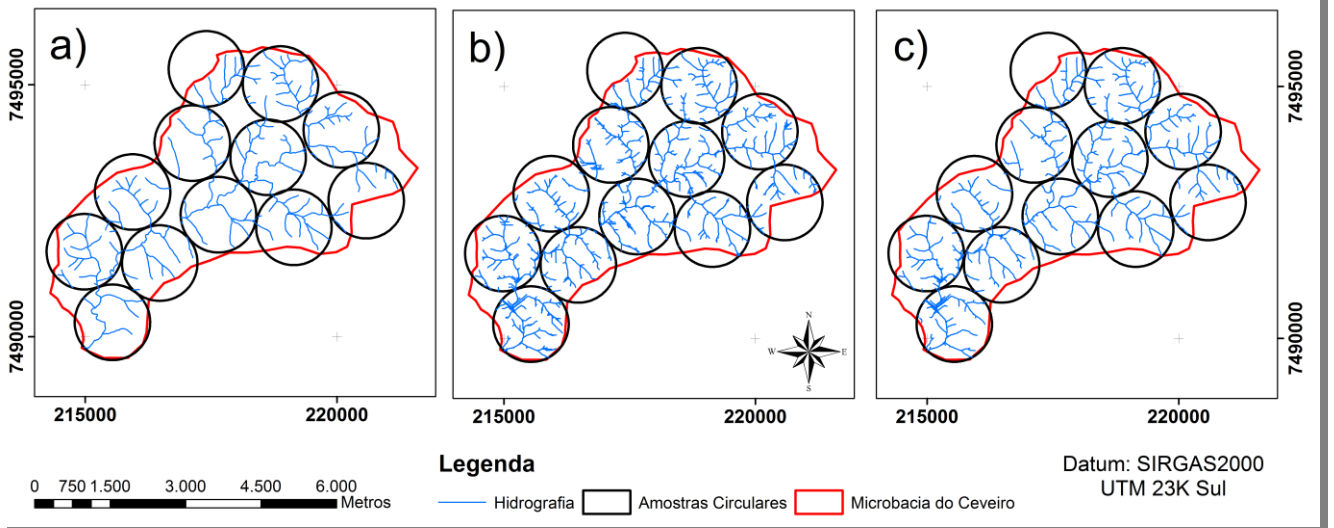 a)
b)
c)
7495000
7490000
7495000
7490000
N
W E
S
215000 220000
215000 220000
215000 220000
Legenda
0 750 1.500 3.000 4.500 6.000
Metros
Hidrografia Amostras Circulares Microbacia do Ceveiro
Datum: SIRGAS2000
UTM 23K Sul